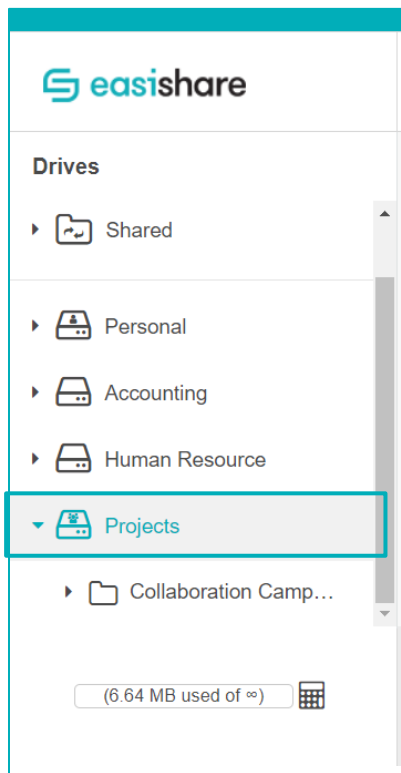 easishare
Drives
Shared
Personal
Accounting
Human Resource
Projects
Collaboration Camp...
(6.64 MB used of ∞)